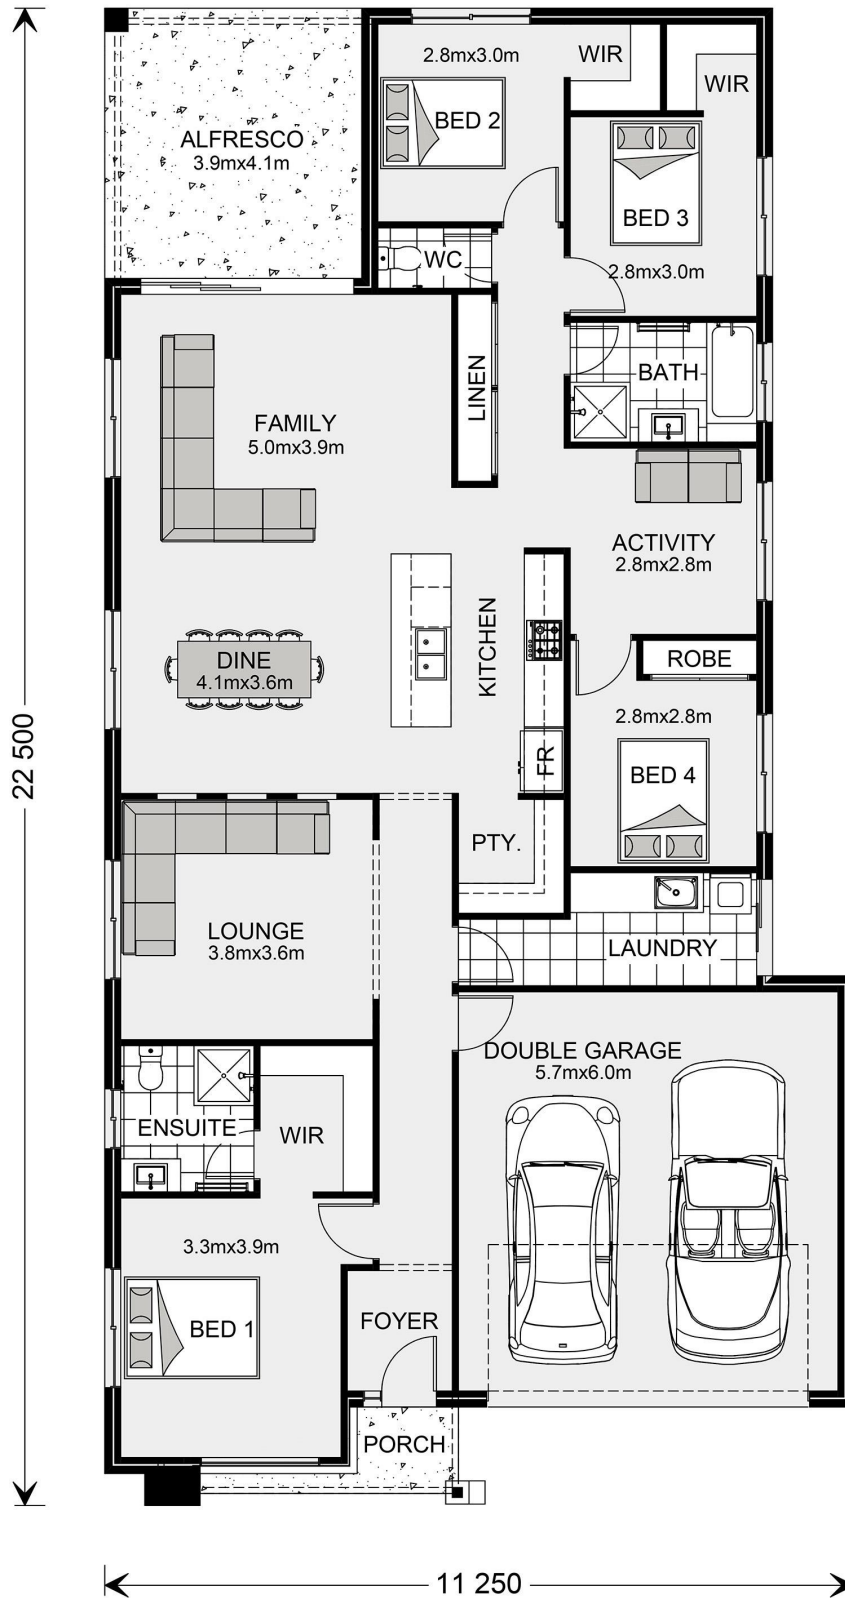 2.8mx3.0m
WIR
WIR
BED 2
ALFRESCO
3.9mx4.1m
BED 3
2.8mx3.0m
WC
LINEN
BATH
FAMILY
5.0mx3.9m
ACTIVITY
2.8mx2.8m
KITCHEN
DINE
4.1mx3.6m
ROBE
2.8mx2.8m
FR
BED 4
22 500
PTY.
LOUNGE
3.8mx3.6m
LAUNDRY
DOUBLE GARAGE
5.7mx6.0m
ENSUITE
WIR
3.3mx3.9m
BED 1
FOYER
PORCH
11 250